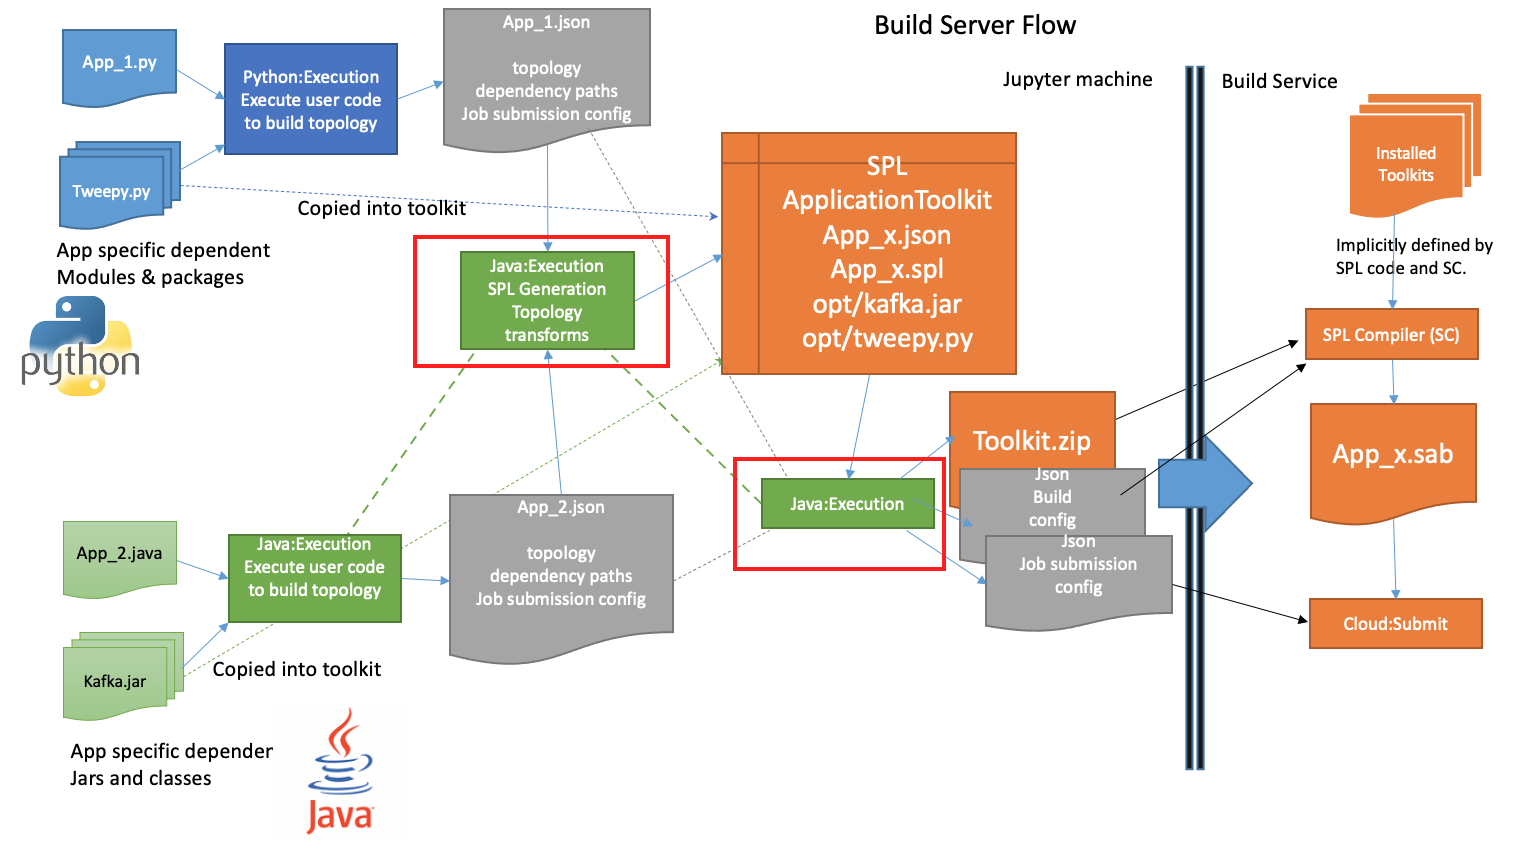 Build Server Flow
Jupyter machine
Build Service
App_1.py
Tweepy.py
App specific dependent
Modules & packages
python
Python:Execution
Execute user code
to build topology
App_1.json
topology
dependency paths
Job submission config
Copied into toolkit
Java:Execution
SPL Generation
Topology
transforms
SPL
ApplicationToolkit
App_x.json
App_x.spl
opt/kafka.jar
opt/tweepy.py
App_2.java
Kafka.jar
App specific depender
Jars and classes
Java
Java:Execution
Execute user code
to build topology
Copied into toolkit
App_2.json
topology
dependency paths
Job submission config
Java:Execution
Toolkit.zip
Json
Build
config
Json
Job submission
config
Installed
Toolkits
Implicitly defined by
SPL code and SC.
SPL Compiler (SC)
App_x.sab
Cloud:Submit